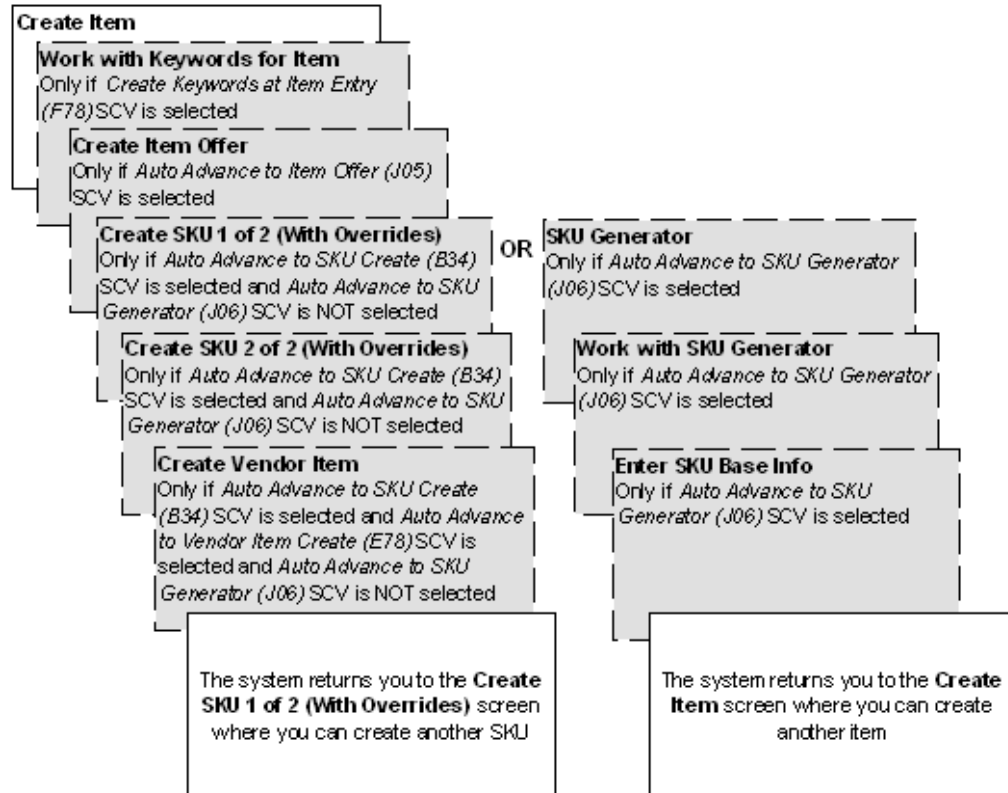 Create Item
Work with Keywords for Item
Only if Create Keywords at Item Entry
(F78) SCV is selected
Create Item Offer
Only if Auto Advance to Item Offer (J05)
SCV is selected
Create SKU 1 of 2 (With Overrides)
Only if Auto Advance to SKU Create (B34)
SCV is selected and Auto Advance to SKU
Generator (J06) SCV is NOT selected
Create SKU 2 of 2 (With Overrides)
Only if Auto Advance to SKU Create (B34)
SCV is selected and Auto Advance to SKU
Generator (J06) SCV is NOT selected
Create Vendor Item
Only if Auto Advance to SKU Create
(B34) SCV is selected and Auto Advance
to Vendor Item Create (E78) SCV is
selected and Auto Advance to SKU
Generator (J06) SCV is NOT selected
The system returns you to the Create
SKU 1 of 2 (With Overrides) screen
where you can create another SKU
OR
SKU Generator
Only if Auto Advance to SKU Generator
(J06) SCV is selected
Work with SKU Generator
Only if Auto Advance to SKU Generator
(J06) SCV is selected
Enter SKU Base Info
Only if Auto Advance to SKU
Generator (J06) SCV is selected
The system returns you to the Create
Item screen where you can create
another item